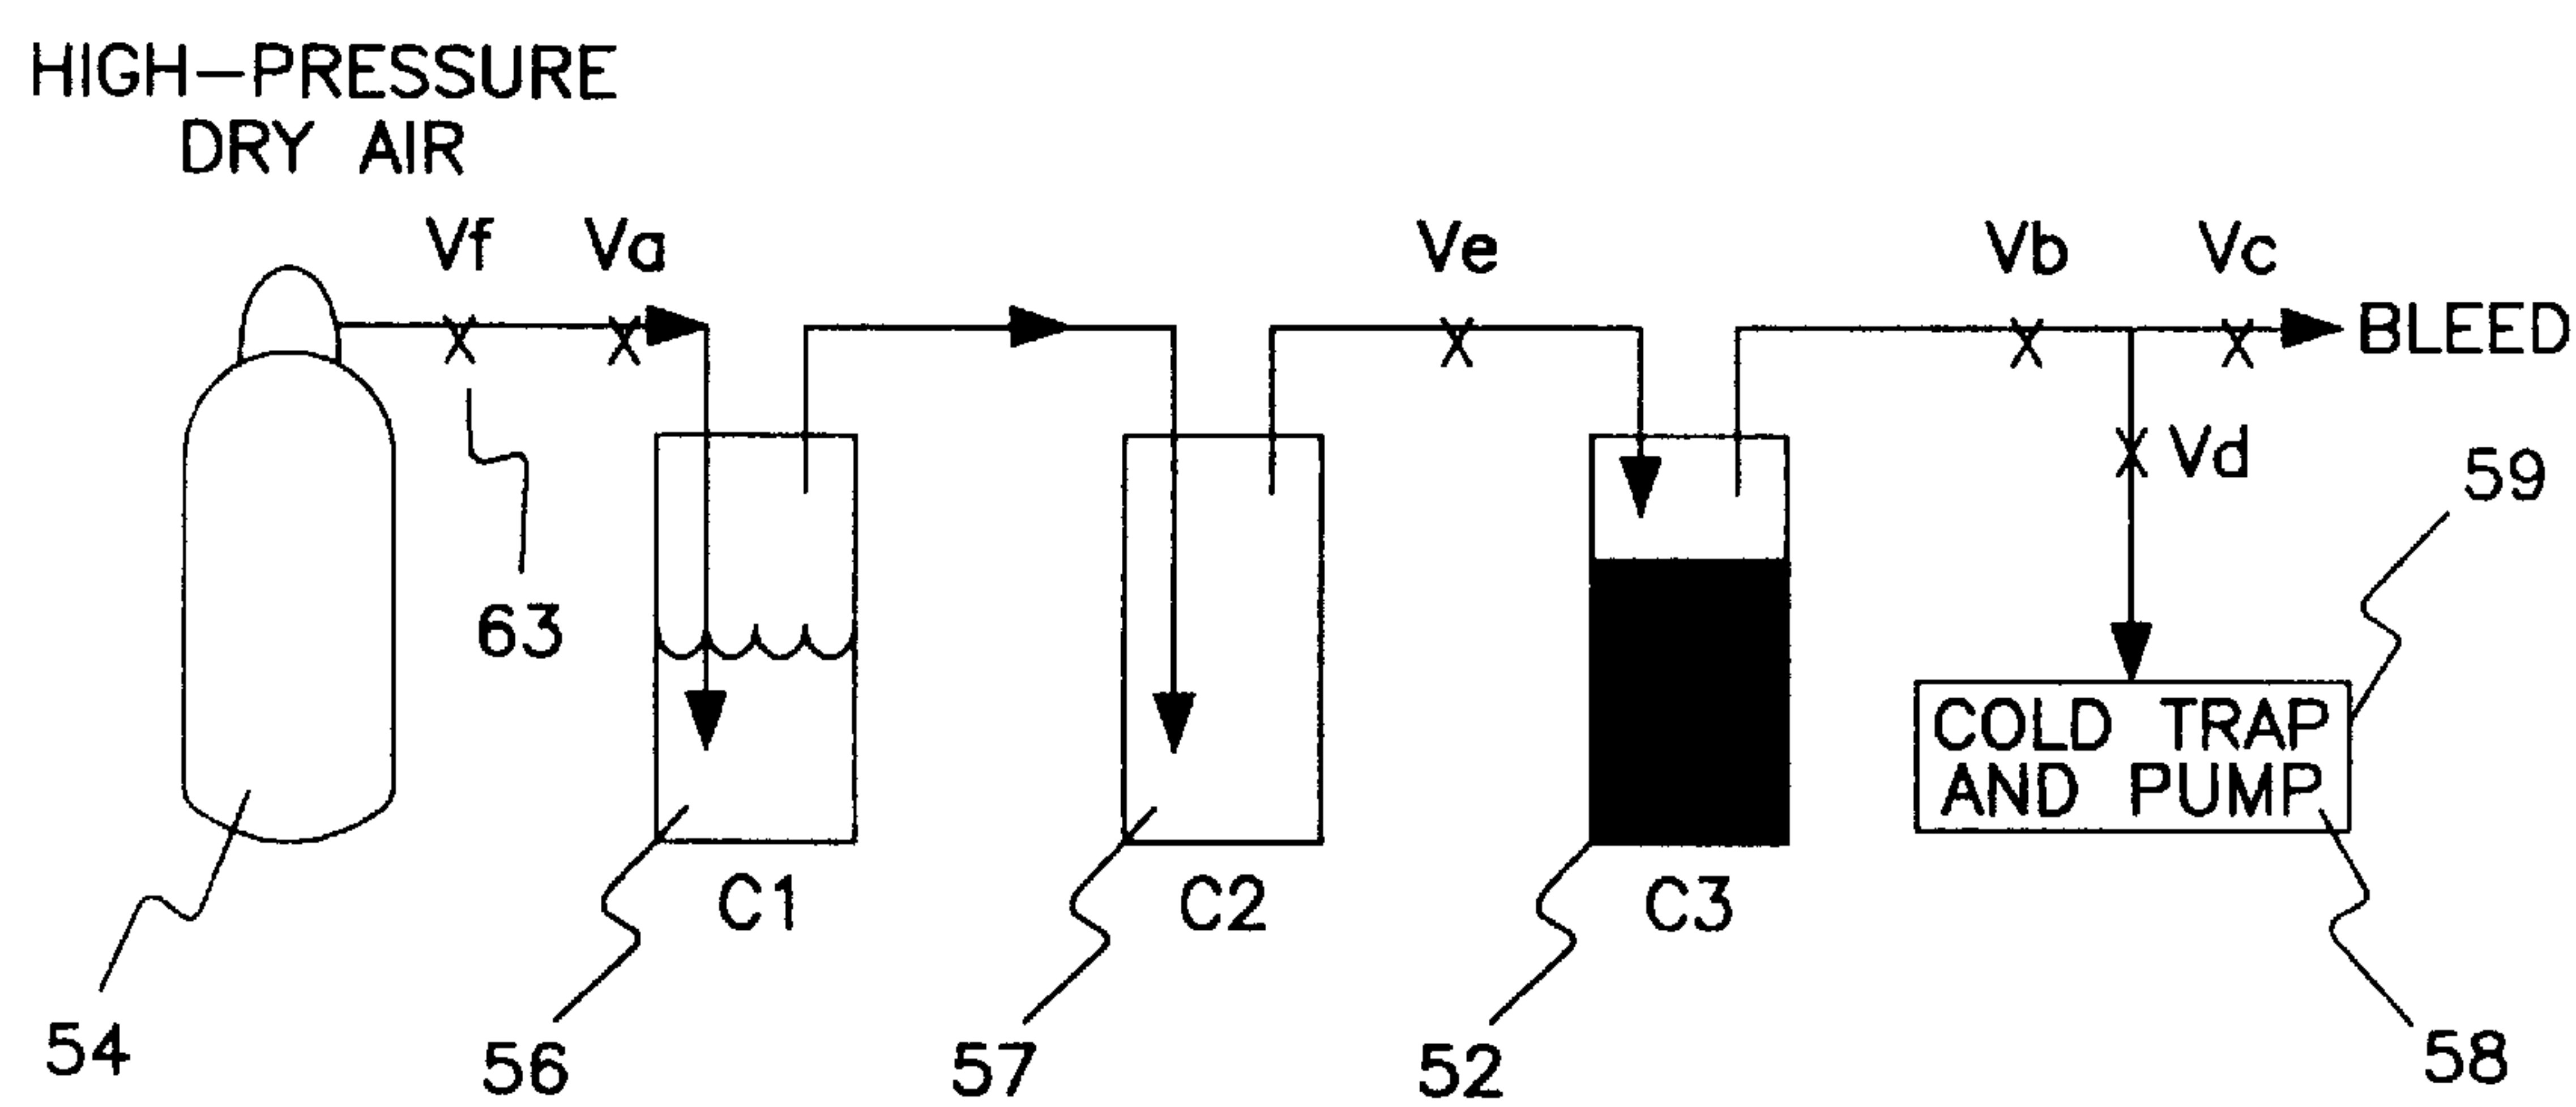 HIGH-PRESSURE
DRY AIR
Vf
Va
Ve
Vb
Vc
BLEED
Vd
59
63
COLD TRAP
AND PUMP
C1
C2
C3
54
56
57
52
58